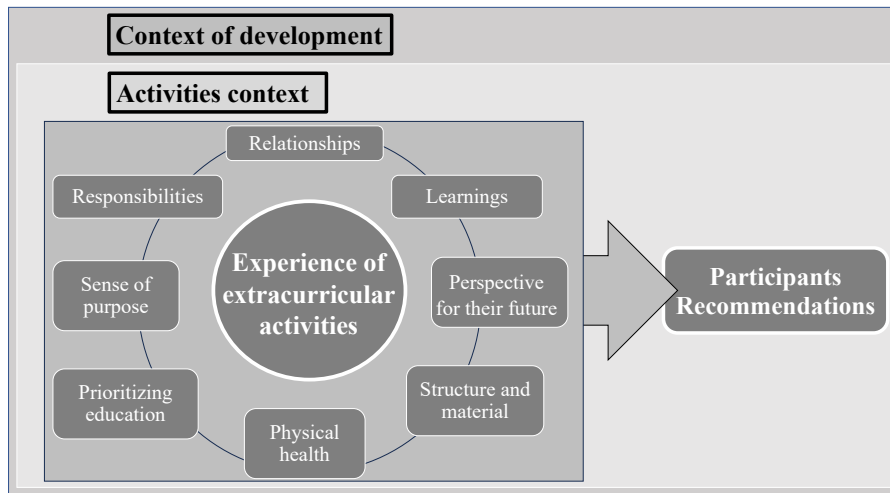 Context of development
Activities context
Relationships
Responsibilities
Learnings
Experience of
extracurricular
activities
Sense of
purpose
Perspective
for their future
Participants
Recommendations
Prioritizing
education
Structure and
material
Physical
health